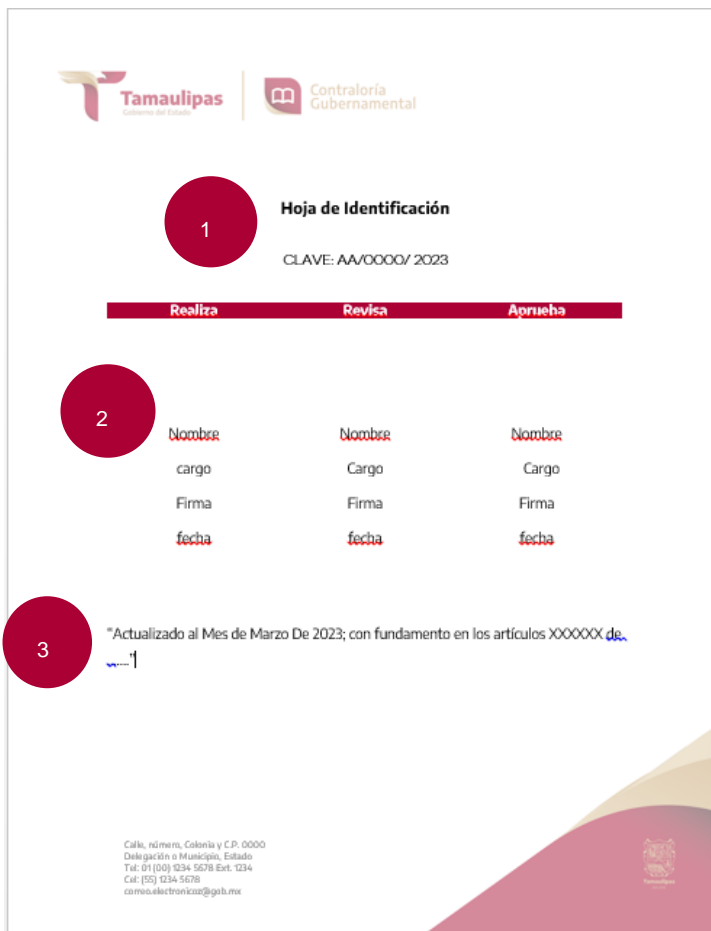 Tamaulipas
Gobierno del Estado
Contraloría
Gubernamental
1
Hoja de Identificación
CLAVE: AA/0000/ 2023
Realiza Revisa Aprueba
2
Nombre Nombre Nombre
cargo Cargo Cargo
Firma Firma Firma
fecha fecha fecha
3
“Actualizado al Mes de Marzo De 2023; con fundamento en los artículos XXXXXX de
....”
Calle, número, Colonia y C.P. 0000
Delegación o Municipio, Estado
Tel: 01 (00) 1234 5678 Ext. 1234
Cel: (55) 1234 5678
correo.electronicoz@gob.mx
Tamaulipas